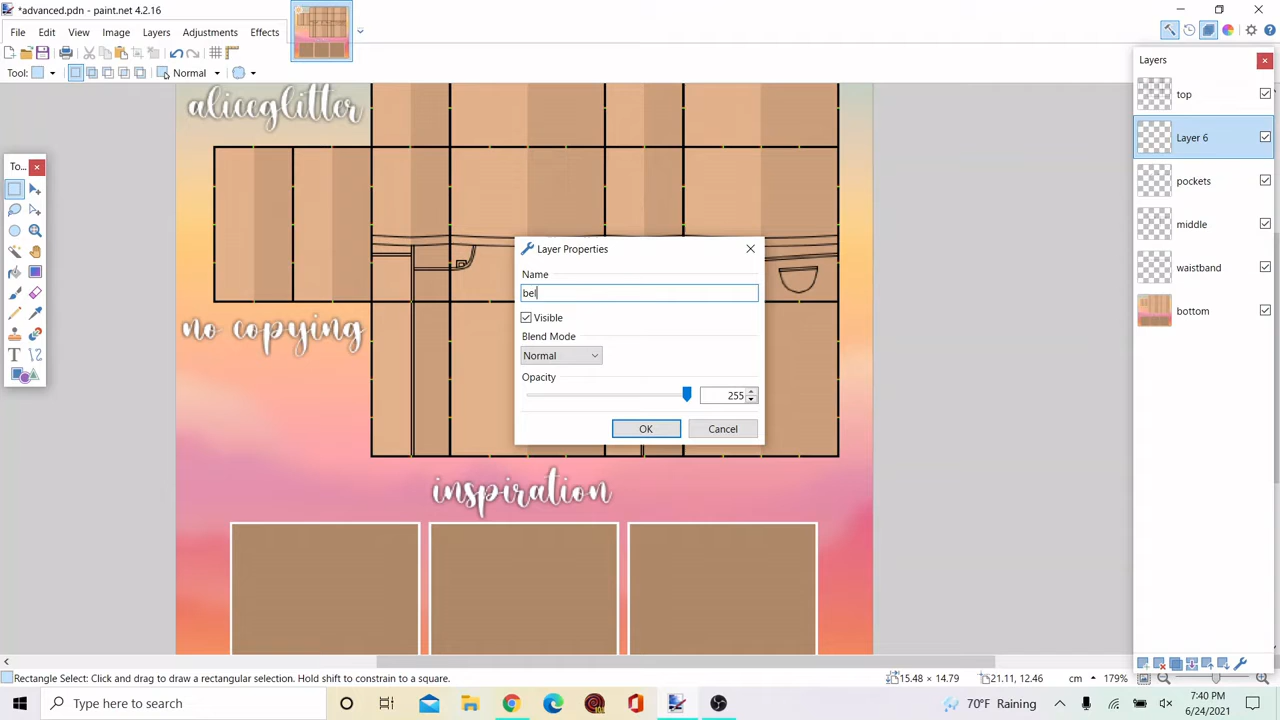 *advanced.pdn - paint.net 4.2.16
File Edit View Image Layers Adjustments Effects
Tool: Normal
Layers
top
Layer 6
pockets
middle
waistband
bottom
To...
aliceglitter
no copying
inspiration
Layer Properties
Name
bel
Visible
Blend Mode
Normal
Opacity
255
OK Cancel
Rectangle Select: Click and drag to draw a rectangular selection. Hold shift to constrain to a square.
15.48 × 14.79
21.11, 12.46
cm
179%
Type here to search
70°F Raining
7:40 PM
6/24/2021